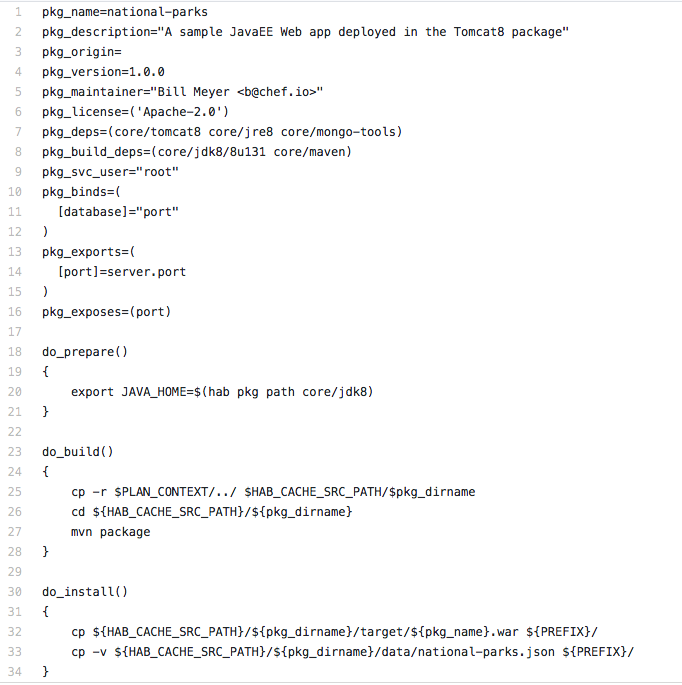 1 pkg_name=national-parks
2 pkg_description="A sample JavaEE Web app deployed in the Tomcat8 package"
3 pkg_origin=
4 pkg_version=1.0.0
5 pkg_maintainer="Bill Meyer <b@chef.io>"
6 pkg_license=('Apache-2.0')
7 pkg_deps=(core/tomcat8 core/jre8 core/mongo-tools)
8 pkg_build_deps=(core/jdk8/8u131 core/maven)
9 pkg_svc_user="root"
10 pkg_binds=(
11   [database]="port"
12 )
13 pkg_exports=(
14   [port]=server.port
15 )
16 pkg_exposes=(port)
17
18 do_prepare()
19 {
20     export JAVA_HOME=$(hab pkg path core/jdk8)
21 }
22
23 do_build()
24 {
25     cp -r $PLAN_CONTEXT/../ $HAB_CACHE_SRC_PATH/$pkg_dirname
26     cd ${HAB_CACHE_SRC_PATH}/${pkg_dirname}
27     mvn package
28 }
29
30 do_install()
31 {
32     cp ${HAB_CACHE_SRC_PATH}/${pkg_dirname}/target/${pkg_name}.war ${PREFIX}/
33     cp -v ${HAB_CACHE_SRC_PATH}/${pkg_dirname}/data/national-parks.json ${PREFIX}/
34 }